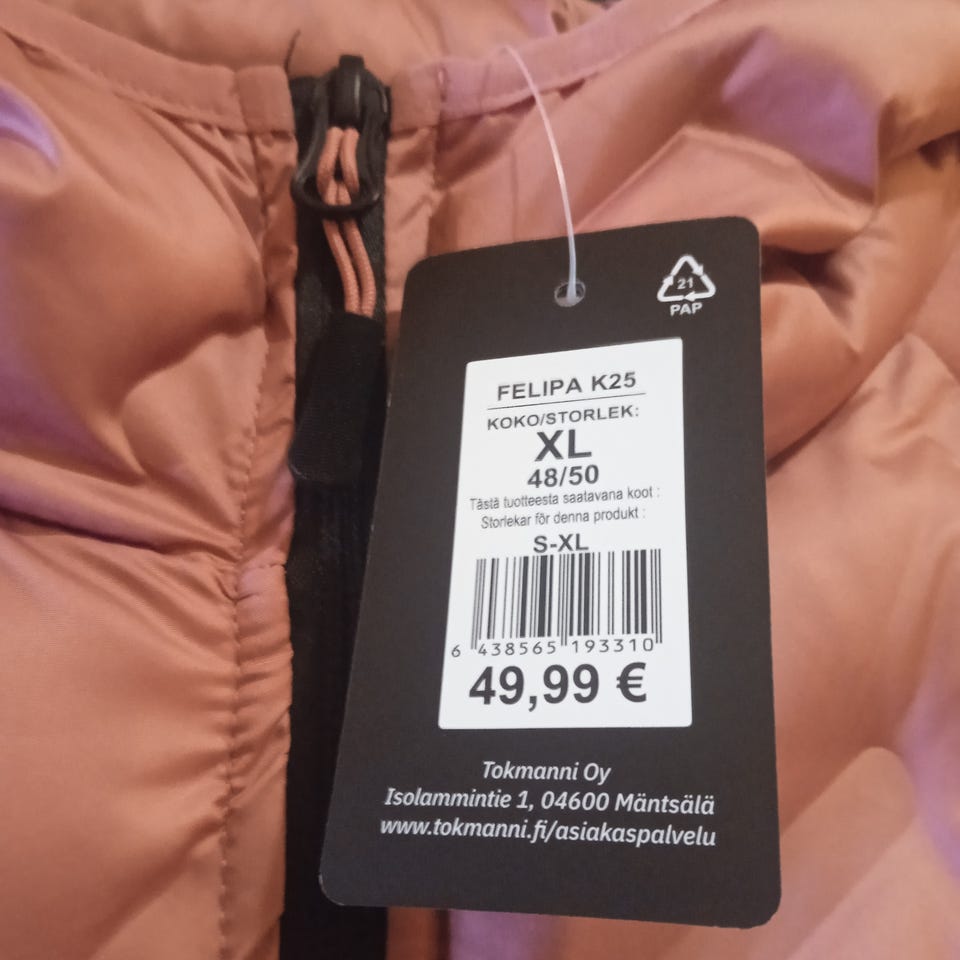 21
PAP
FELIPA K25
KOKO/STORLEK:
XL
48/50
Tästä tuotteesta saatavana koot :
Storlekar för denna produkt :
S-XL
6 438565 193310
49,99 €
Tokmanni Oy
Isolammintie 1, 04600 Mäntsälä
www.tokmanni.fi/asiakaspalvelu